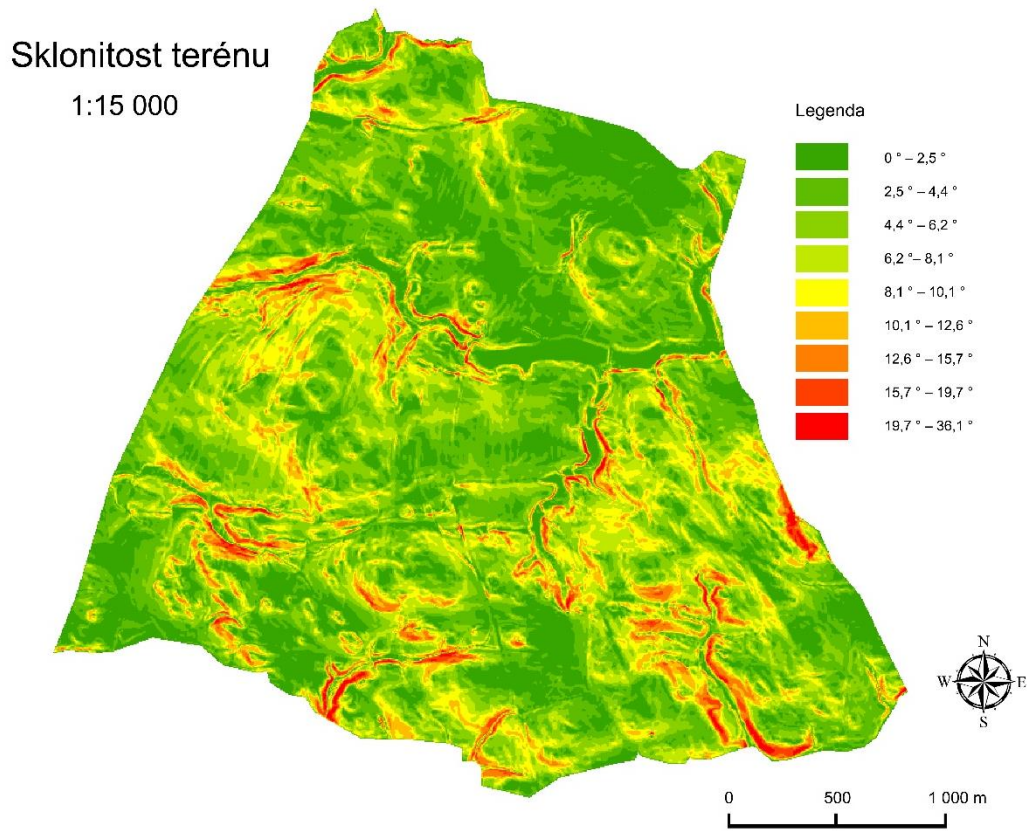 Sklonitost terénu
1:15 000
Legenda
0 ° – 2,5 °
2,5 ° – 4,4 °
4,4 ° – 6,2 °
6,2 ° – 8,1 °
8,1 ° – 10,1 °
10,1 ° – 12,6 °
12,6 ° – 15,7 °
15,7 ° – 19,7 °
19,7 ° – 36,1 °
N
W E
S
0 500 1 000 m